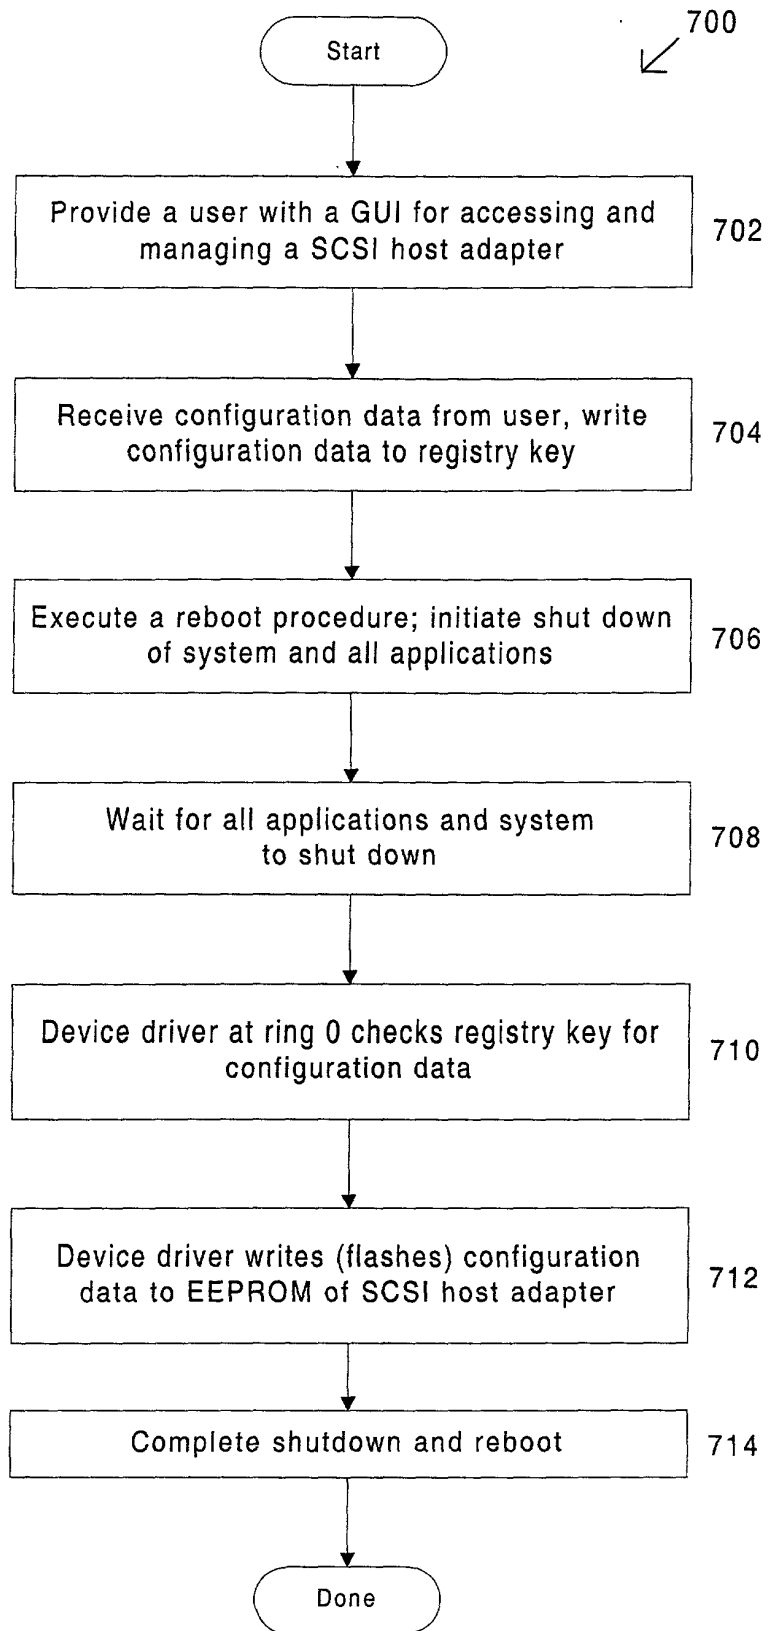 700
Start
Provide a user with a GUI for accessing and
managing a SCSI host adapter
702
Receive configuration data from user, write
configuration data to registry key
704
Execute a reboot procedure; initiate shut down
of system and all applications
706
Wait for all applications and system
to shut down
708
Device driver at ring 0 checks registry key for
configuration data
710
Device driver writes (flashes) configuration
data to EEPROM of SCSI host adapter
712
Complete shutdown and reboot
714
Done